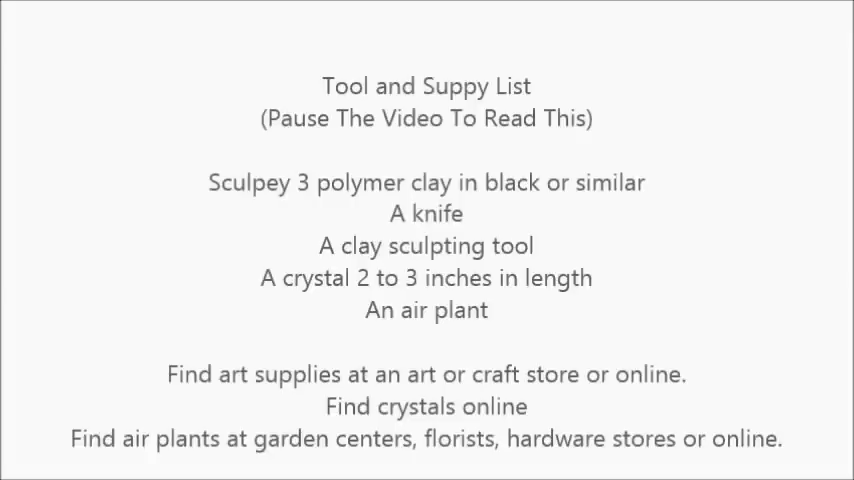 Tool and Suppy List
(Pause The Video To Read This)
Sculpey 3 polymer clay in black or similar
A knife
A clay sculpting tool
A crystal 2 to 3 inches in length
An air plant
Find art supplies at an art or craft store or online.
Find crystals online
Find air plants at garden centers, florists, hardware stores or online.